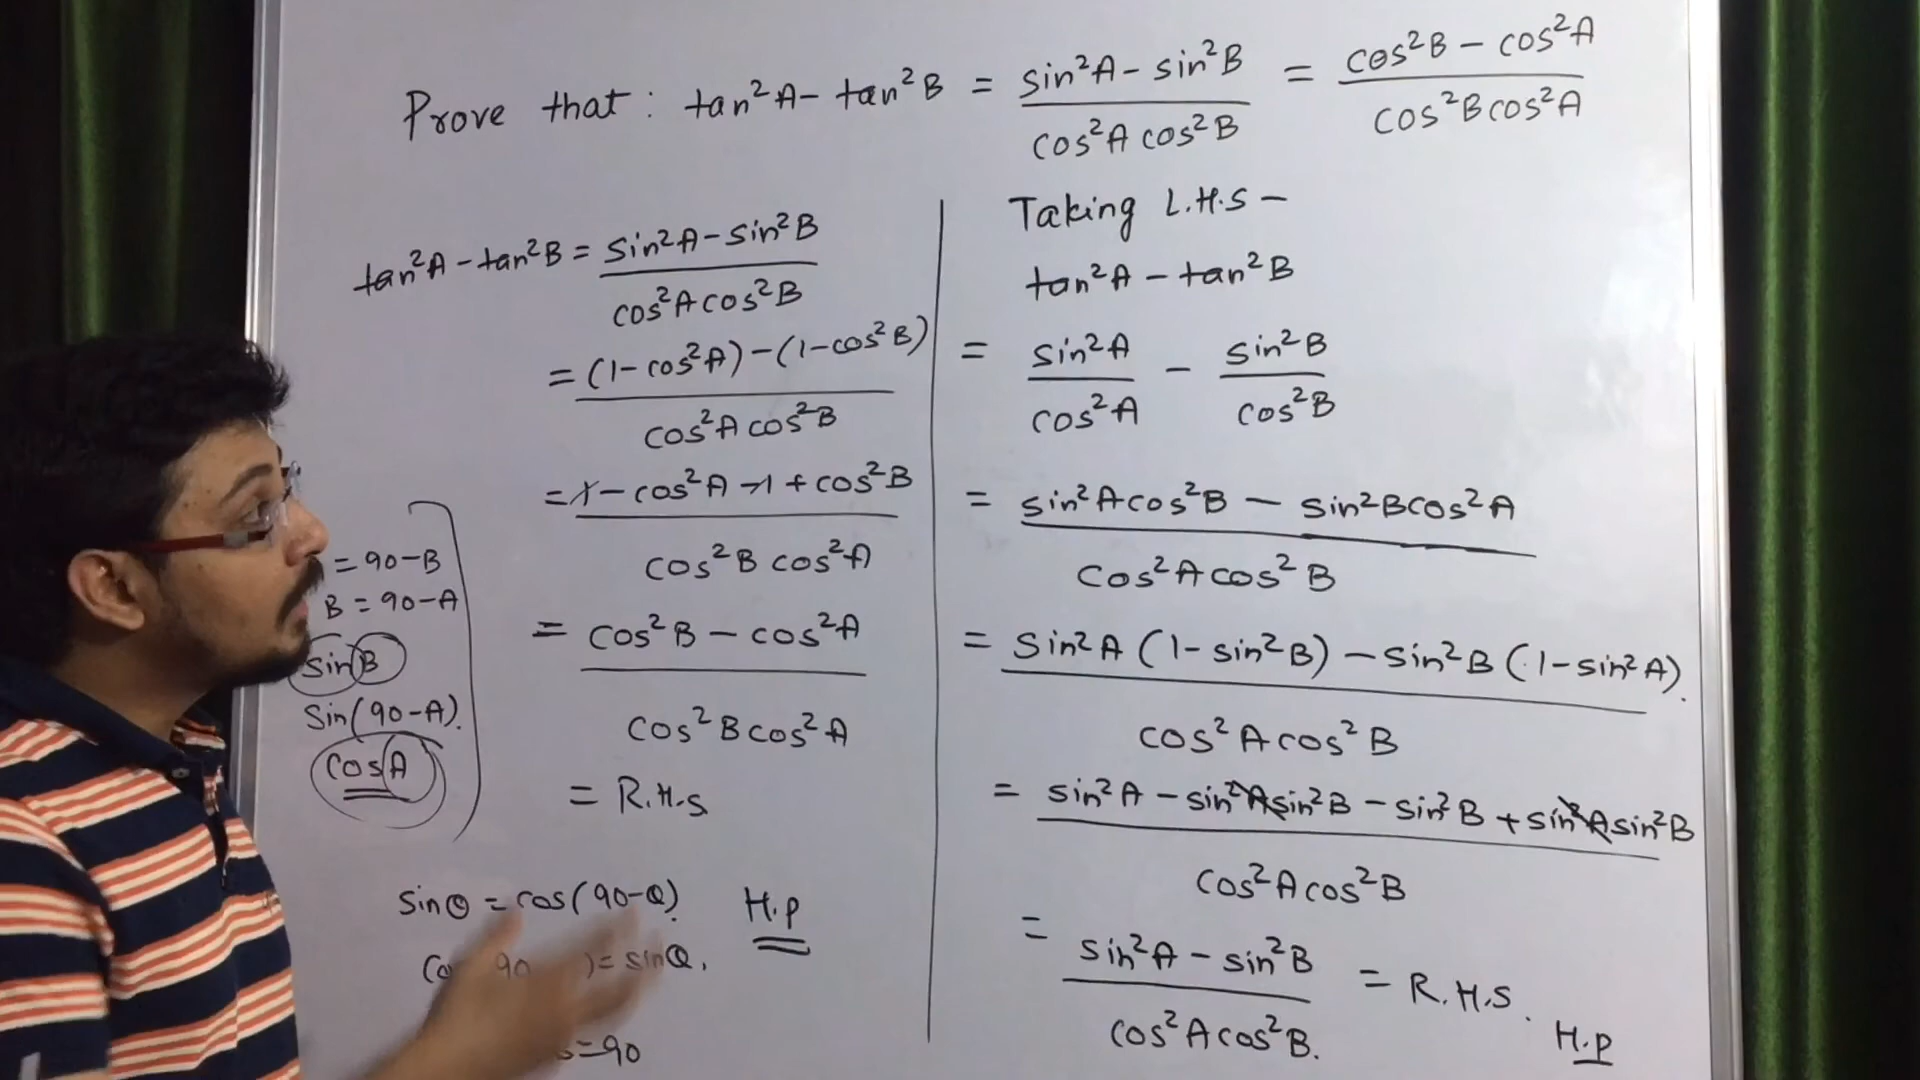 Prove that : tan²A - tan²B = sin²A - sin²B / cos²A cos²B = cos²B - cos²A / cos²B cos²A
tan²A - tan²B = sin²A - sin²B / cos²A cos²B
= (1 - cos²A) - (1 - cos²B) / cos²A cos²B
= 1 - cos²A - 1 + cos²B / cos²B cos²A
= cos²B - cos²A / cos²B cos²A
= R.H.S
H.P
= 90 - B
B = 90 - A
sin B
Sin(90 - A).
cos A
sin θ = cos(90 - θ).
90 ) = sin θ.
= 90
Taking L.H.S -
tan²A - tan²B
= sin²A / cos²A - sin²B / cos²B
= sin²A cos²B - sin²B cos²A / cos²A cos²B
= sin²A (1 - sin²B) - sin²B (1 - sin²A). / cos²A cos²B
= sin²A - sin²A sin²B - sin²B + sin²A sin²B / cos²A cos²B
= sin²A - sin²B / cos²A cos²B. = R.H.S.
H.P